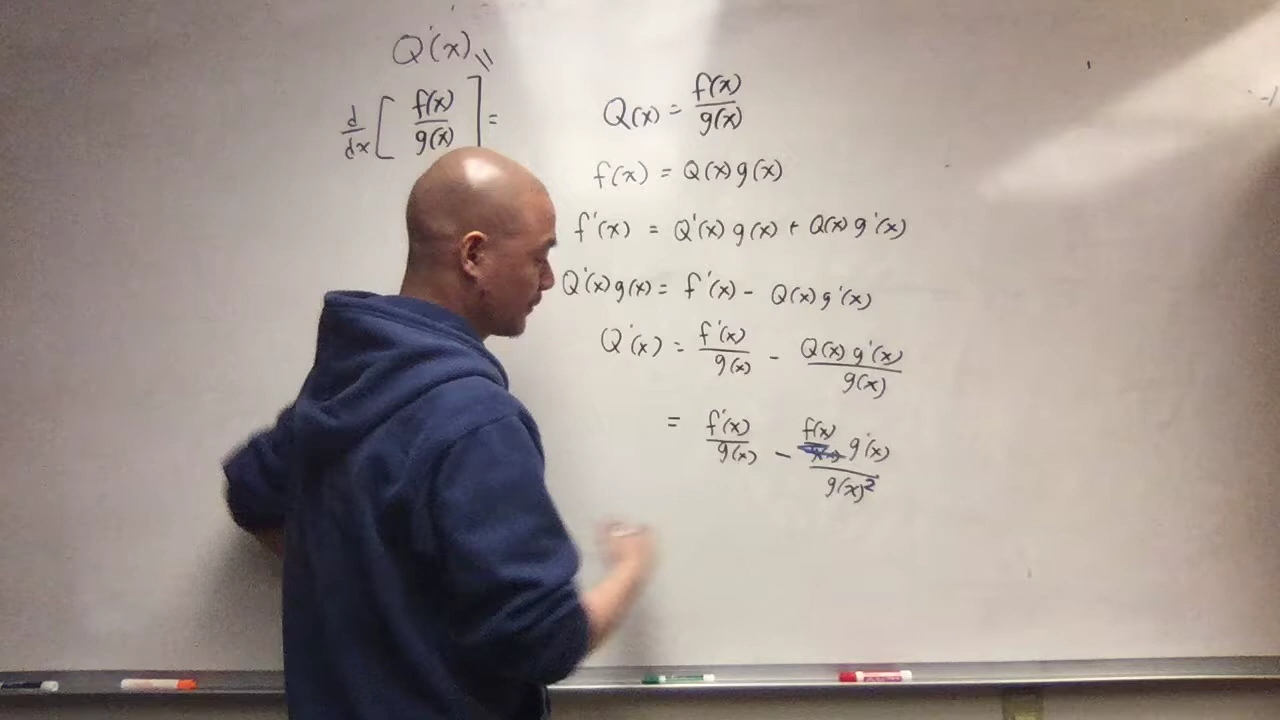 Q'(x)
d/dx [ f(x)/g(x) ] =
Q(x) = f(x)/g(x)
f(x) = Q(x) g(x)
f'(x) = Q'(x) g(x) + Q(x) g'(x)
Q'(x) g(x) = f'(x) - Q(x) g'(x)
Q'(x) = f'(x)/g(x) - Q(x) g'(x)/g(x)
= f'(x)/g(x) - f(x) g'(x)/g(x)²